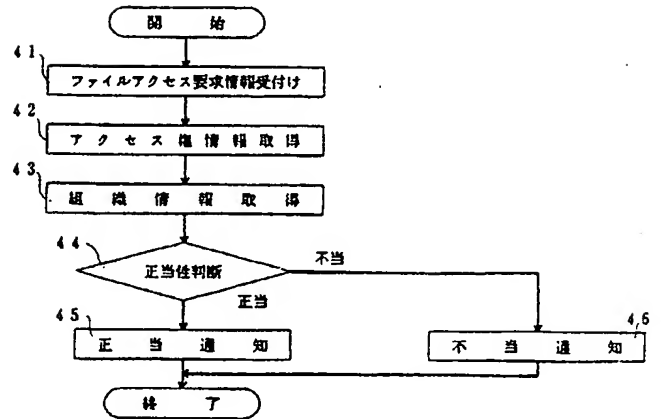 開始
41
ファイルアクセス要求情報受付け
42
アクセス権情報取得
43
組織情報取得
44
正当性判断
不当
正当
45
正当通知
46
不当通知
終了